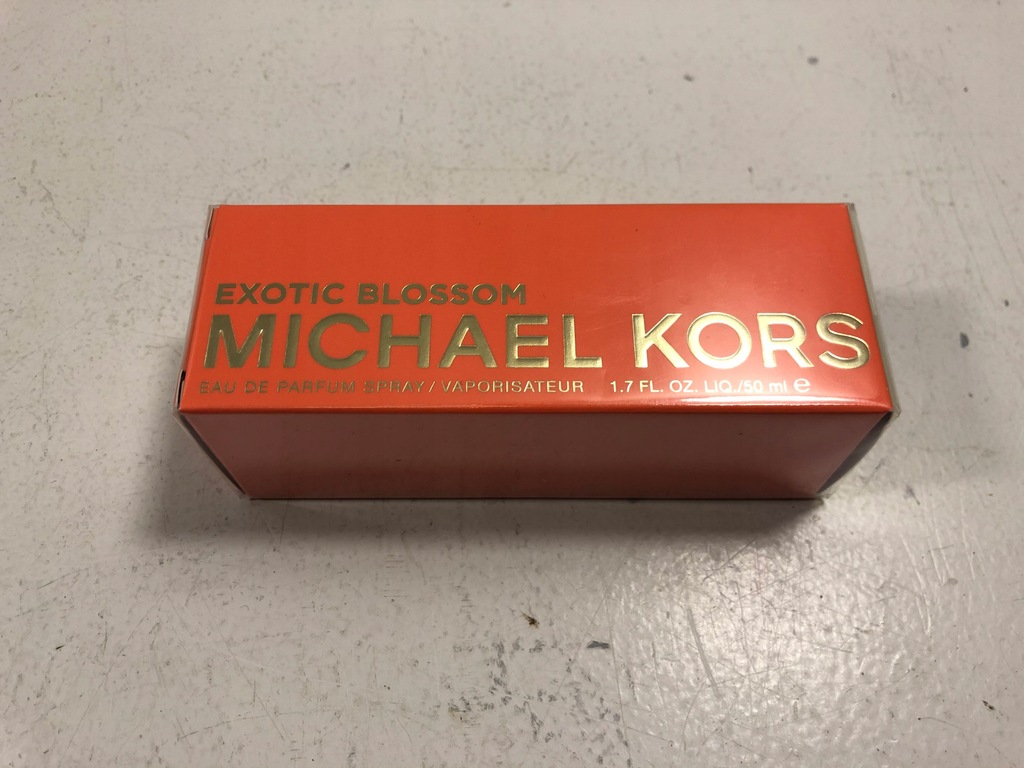 EXOTIC BLOSSOM
MICHAEL KORS
EAU DE PARFUM SPRAY / VAPORISATEUR 1.7 FL. OZ. LIQ./50 ml ℮